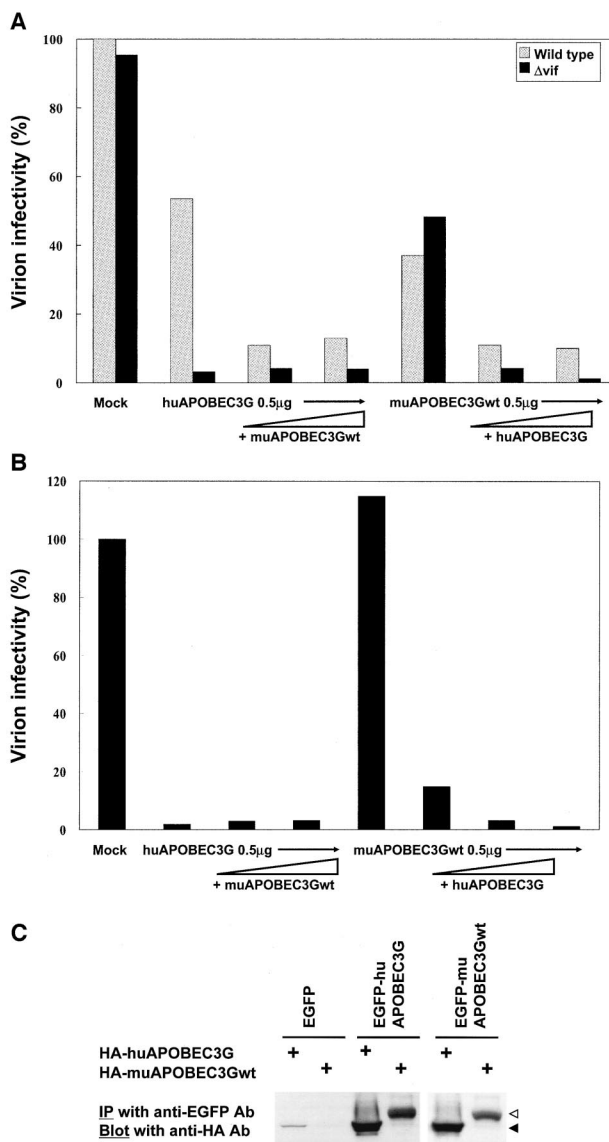 A
100
80
60
40
20
0
Virion infectivity (%)
Wild type
Δvif
Mock
huAPOBEC3G 0.5μg
+ muAPOBEC3Gwt
muAPOBEC3Gwt 0.5μg
+ huAPOBEC3G
B
120
100
80
60
40
20
0
Virion infectivity (%)
Mock
huAPOBEC3G 0.5μg
+ muAPOBEC3Gwt
muAPOBEC3Gwt 0.5μg
+ huAPOBEC3G
C
EGFP
EGFP-hu
APOBEC3G
EGFP-mu
APOBEC3Gwt
HA-huAPOBEC3G + + +
HA-muAPOBEC3Gwt + + +
IP with anti-EGFP Ab
Blot with anti-HA Ab